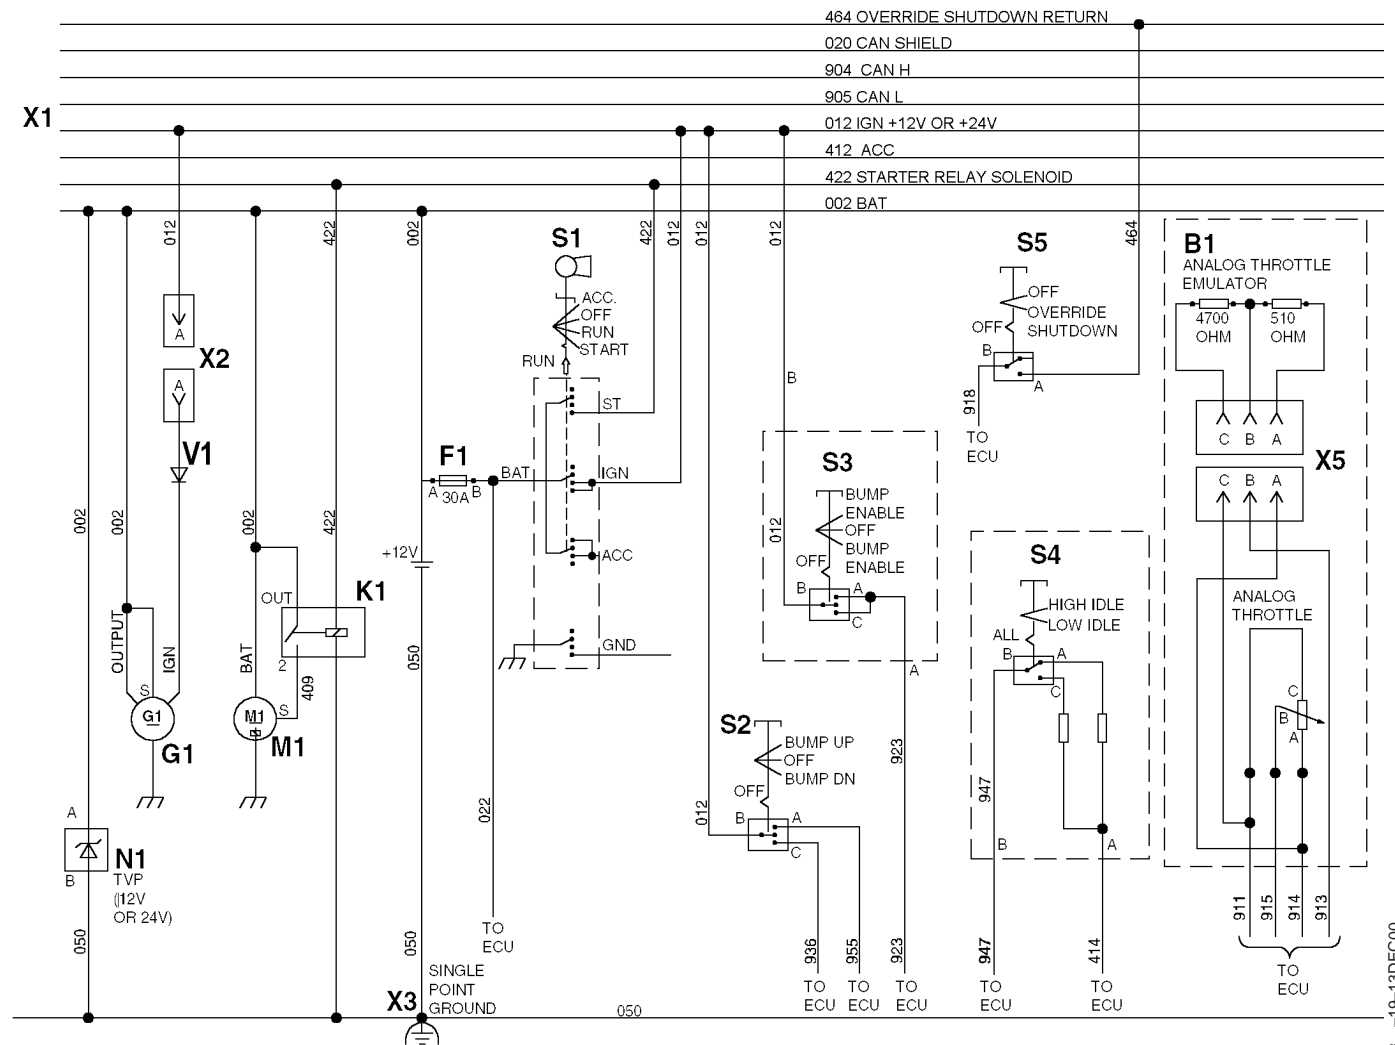 464 OVERRIDE SHUTDOWN RETURN
020 CAN SHIELD
904 CAN H
905 CAN L
X1
012 IGN +12V OR +24V
412 ACC
422 STARTER RELAY SOLENOID
002 BAT
012
422
002
422
012
012
012
464
S1
ACC.
OFF
RUN
START
RUN
S5
OFF
OVERRIDE
SHUTDOWN
OFF
B
A
918
TO
ECU
B1
ANALOG THROTTLE
EMULATOR
4700
OHM
510
OHM
C B A
X5
C B A
A
X2
A
V1
F1
A 30A B
BAT
ST
IGN
ACC
GND
B
S3
BUMP
ENABLE
OFF
BUMP
ENABLE
OFF
B
A
C
012
A
002
002
002
422
+12V
K1
OUT
2
OUTPUT
IGN
BAT
409
050
S
G1
G1
S
M1
M1
S4
HIGH IDLE
LOW IDLE
ALL
B
A
C
947
B
A
ANALOG
THROTTLE
C
B
A
S2
BUMP UP
OFF
BUMP DN
OFF
B
A
C
012
923
022
A
N1
B
TVP
(12V
OR 24V)
050
050
TO
ECU
936
955
923
947
414
911
915
914
913
TO
ECU
TO
ECU
TO
ECU
TO
ECU
TO
ECU
TO
ECU
X3
SINGLE
POINT
GROUND
050
–19–13DEC00